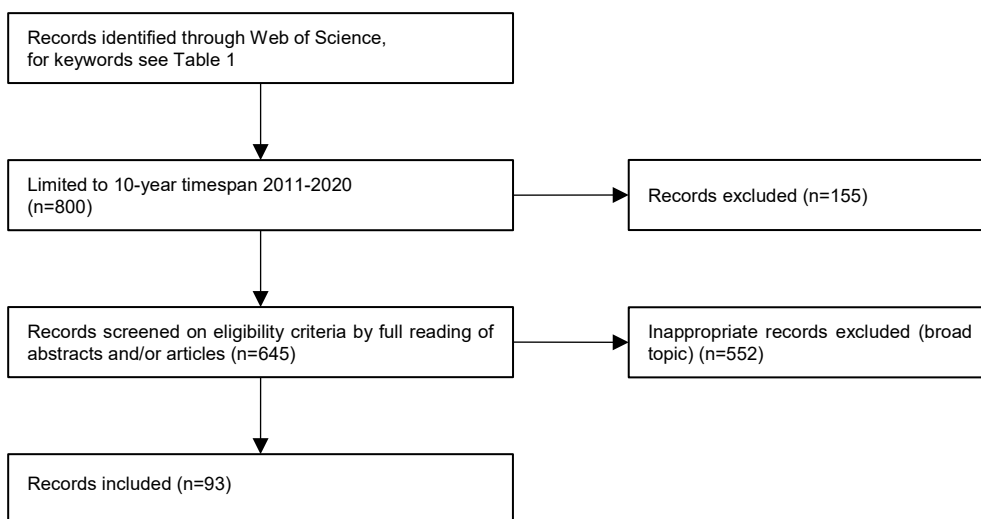 Records identified through Web of Science,
for keywords see Table 1
Limited to 10-year timespan 2011-2020
(n=800)
Records excluded (n=155)
Records screened on eligibility criteria by full reading of
abstracts and/or articles (n=645)
Inappropriate records excluded (broad
topic) (n=552)
Records included (n=93)